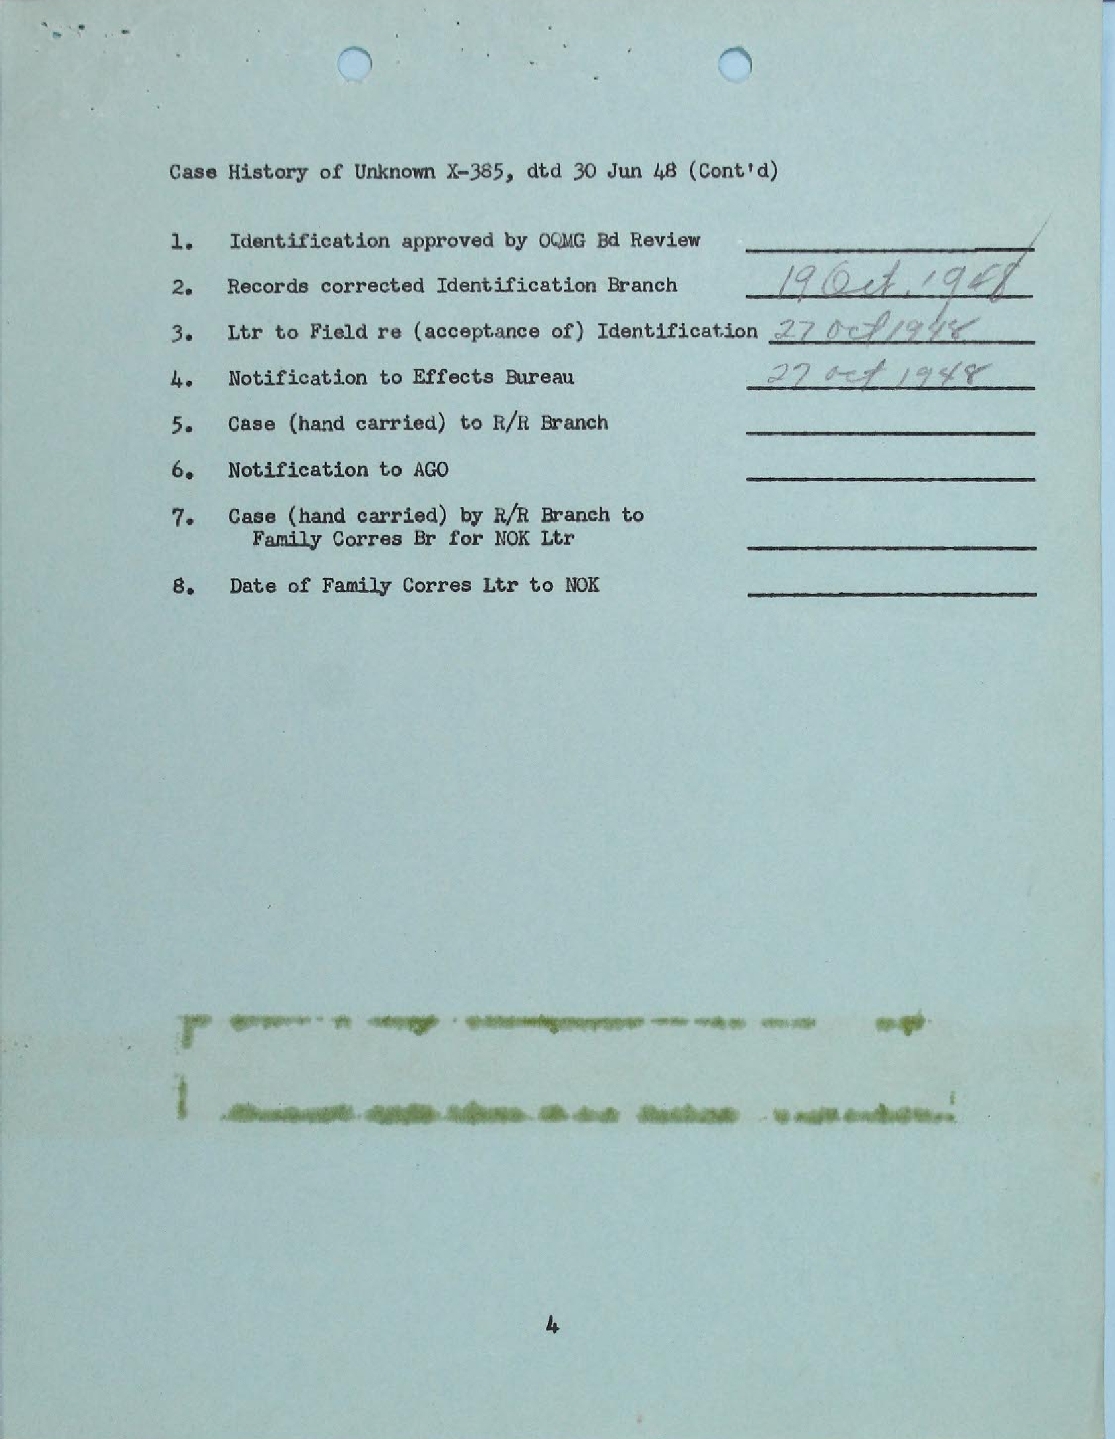 Case History of Unknown X-385, dtd 30 Jun 48 (Cont'd)
1. Identification approved by OQMG Bd Review
2. Records corrected Identification Branch 19 Oct. 1948
3. Ltr to Field re (acceptance of) Identification 27 oct 1948
4. Notification to Effects Bureau 27 oct 1948
5. Case (hand carried) to R/R Branch
6. Notification to AGO
7. Case (hand carried) by R/R Branch to
Family Corres Br for NOK Ltr
8. Date of Family Corres Ltr to NOK
4